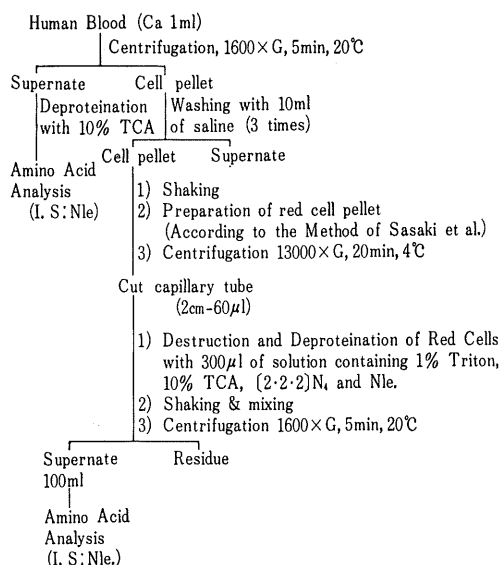 Human Blood (Ca 1ml)
Centrifugation, 1600×G, 5min, 20℃
Supernate Cell pellet
Deproteination Washing with 10ml
with 10% TCA of saline (3 times)
Cell pellet Supernate
Amino Acid
Analysis
(I. S:Nle)
1) Shaking
2) Preparation of red cell pellet
(According to the Method of Sasaki et al.)
3) Centrifugation 13000×G, 20min, 4℃
Cut capillary tube
(2cm-60μl)
1) Destruction and Deproteination of Red Cells
with 300μl of solution containing 1% Triton,
10% TCA, (2·2·2)N₄ and Nle.
2) Shaking & mixing
3) Centrifugation 1600×G, 5min, 20℃
Supernate Residue
100ml
Amino Acid
Analysis
(I. S:Nle.)